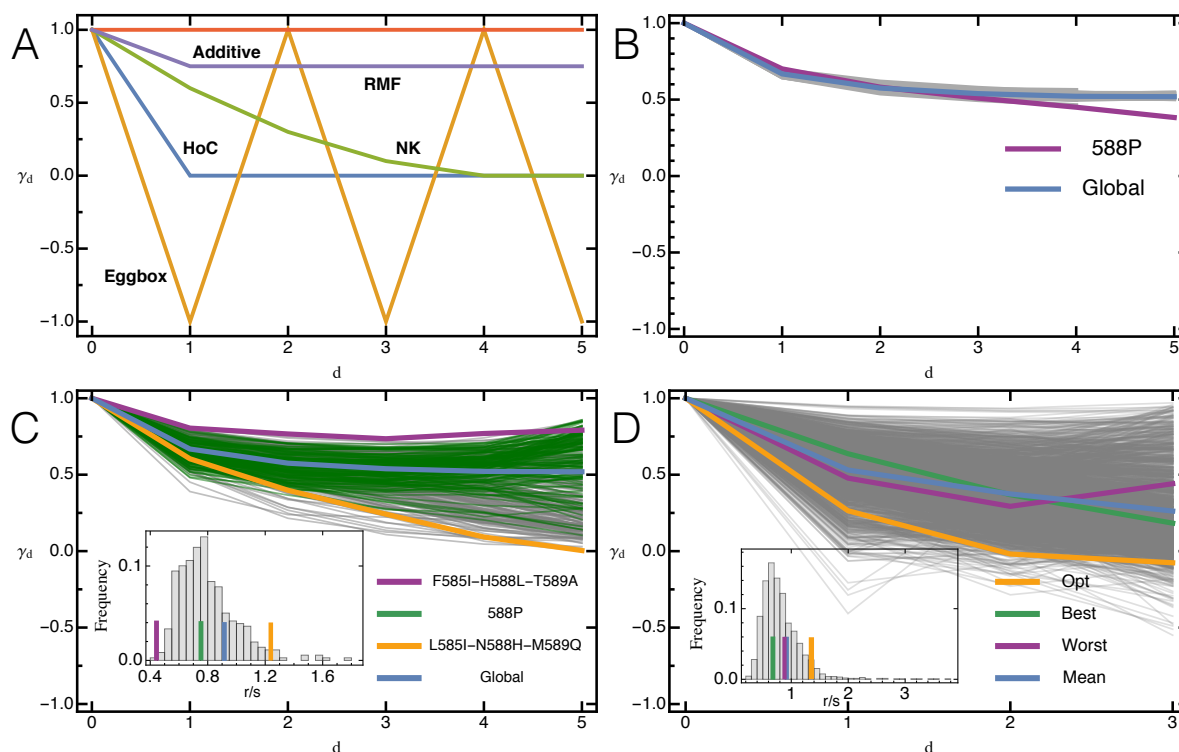 A
1.0
0.5
0.0
−0.5
−1.0
γd
Additive
RMF
HoC
NK
Eggbox
0 1 2 3 4 5
d
B
1.0
0.5
0.0
−0.5
−1.0
γd
588P
Global
0 1 2 3 4 5
d
C
1.0
0.5
0.0
−0.5
−1.0
γd
Frequency
0.1
0.0
0.4 0.8 1.2 1.6
r/s
F585I−H588L−T589A
588P
L585I−N588H−M589Q
Global
0 1 2 3 4 5
d
D
1.0
0.5
0.0
−0.5
−1.0
γd
Frequency
0.1
0.0
1 2 3
r/s
Opt
Best
Worst
Mean
0 1 2 3
d